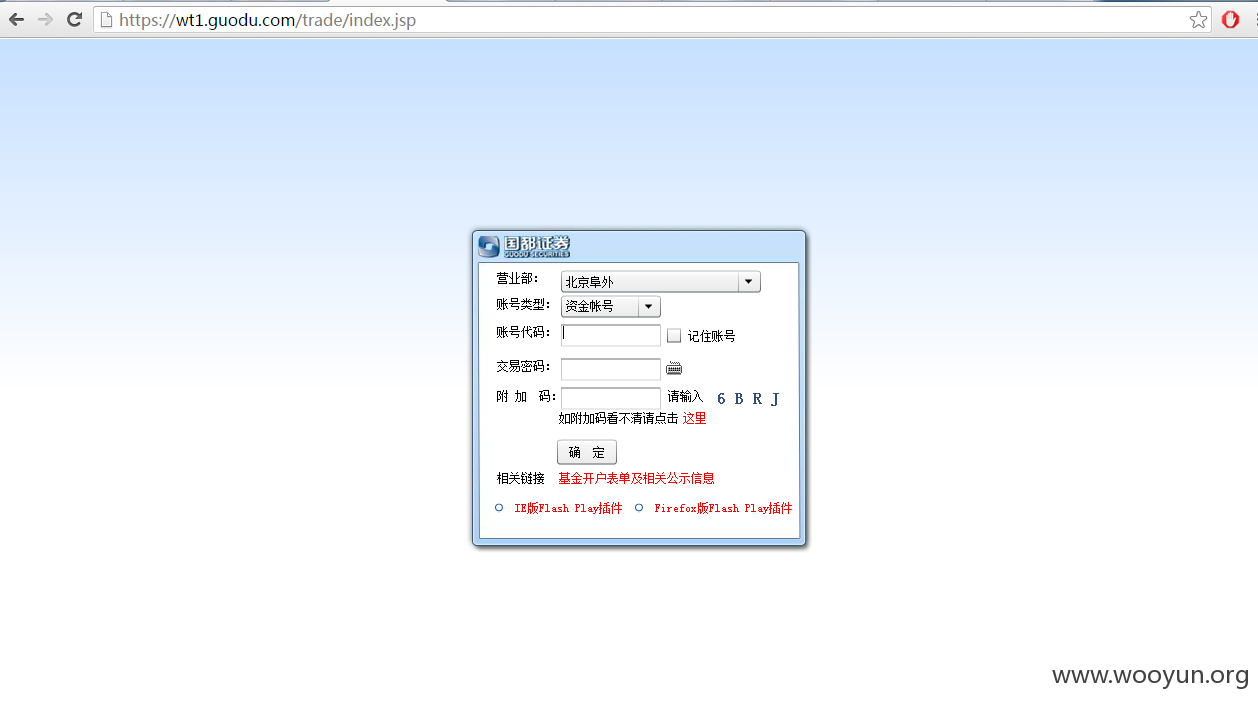 https://wt1.guodu.com/trade/index.jsp
国都证券
GUODU SECURITIES
营业部： 北京阜外
账号类型： 资金帐号
账号代码： 记住账号
交易密码：
附 加 码： 请输入 6 B R J
如附加码看不清请点击 这里
确 定
相关链接 基金开户表单及相关公示信息
IE版Flash Play插件 Firefox版Flash Play插件
www.wooyun.org